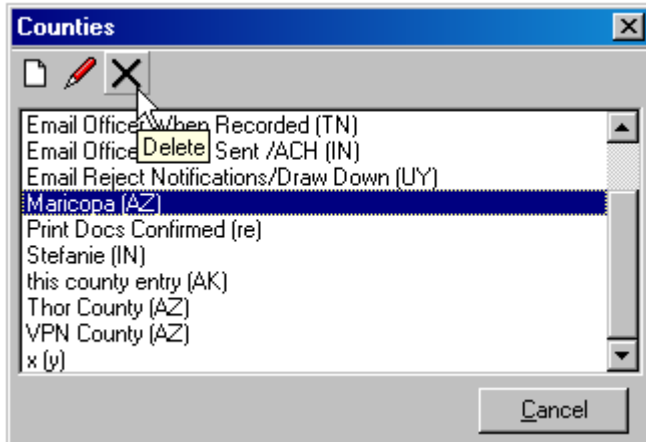 Counties
Email Officer When Recorded (TN)
Delete
Email Office Sent /ACH (IN)
Email Reject Notifications/Draw Down (UY)
Maricopa (AZ)
Print Docs Confirmed (re)
Stefanie (IN)
this county entry (AK)
Thor County (AZ)
VPN County (AZ)
x (y)
Cancel